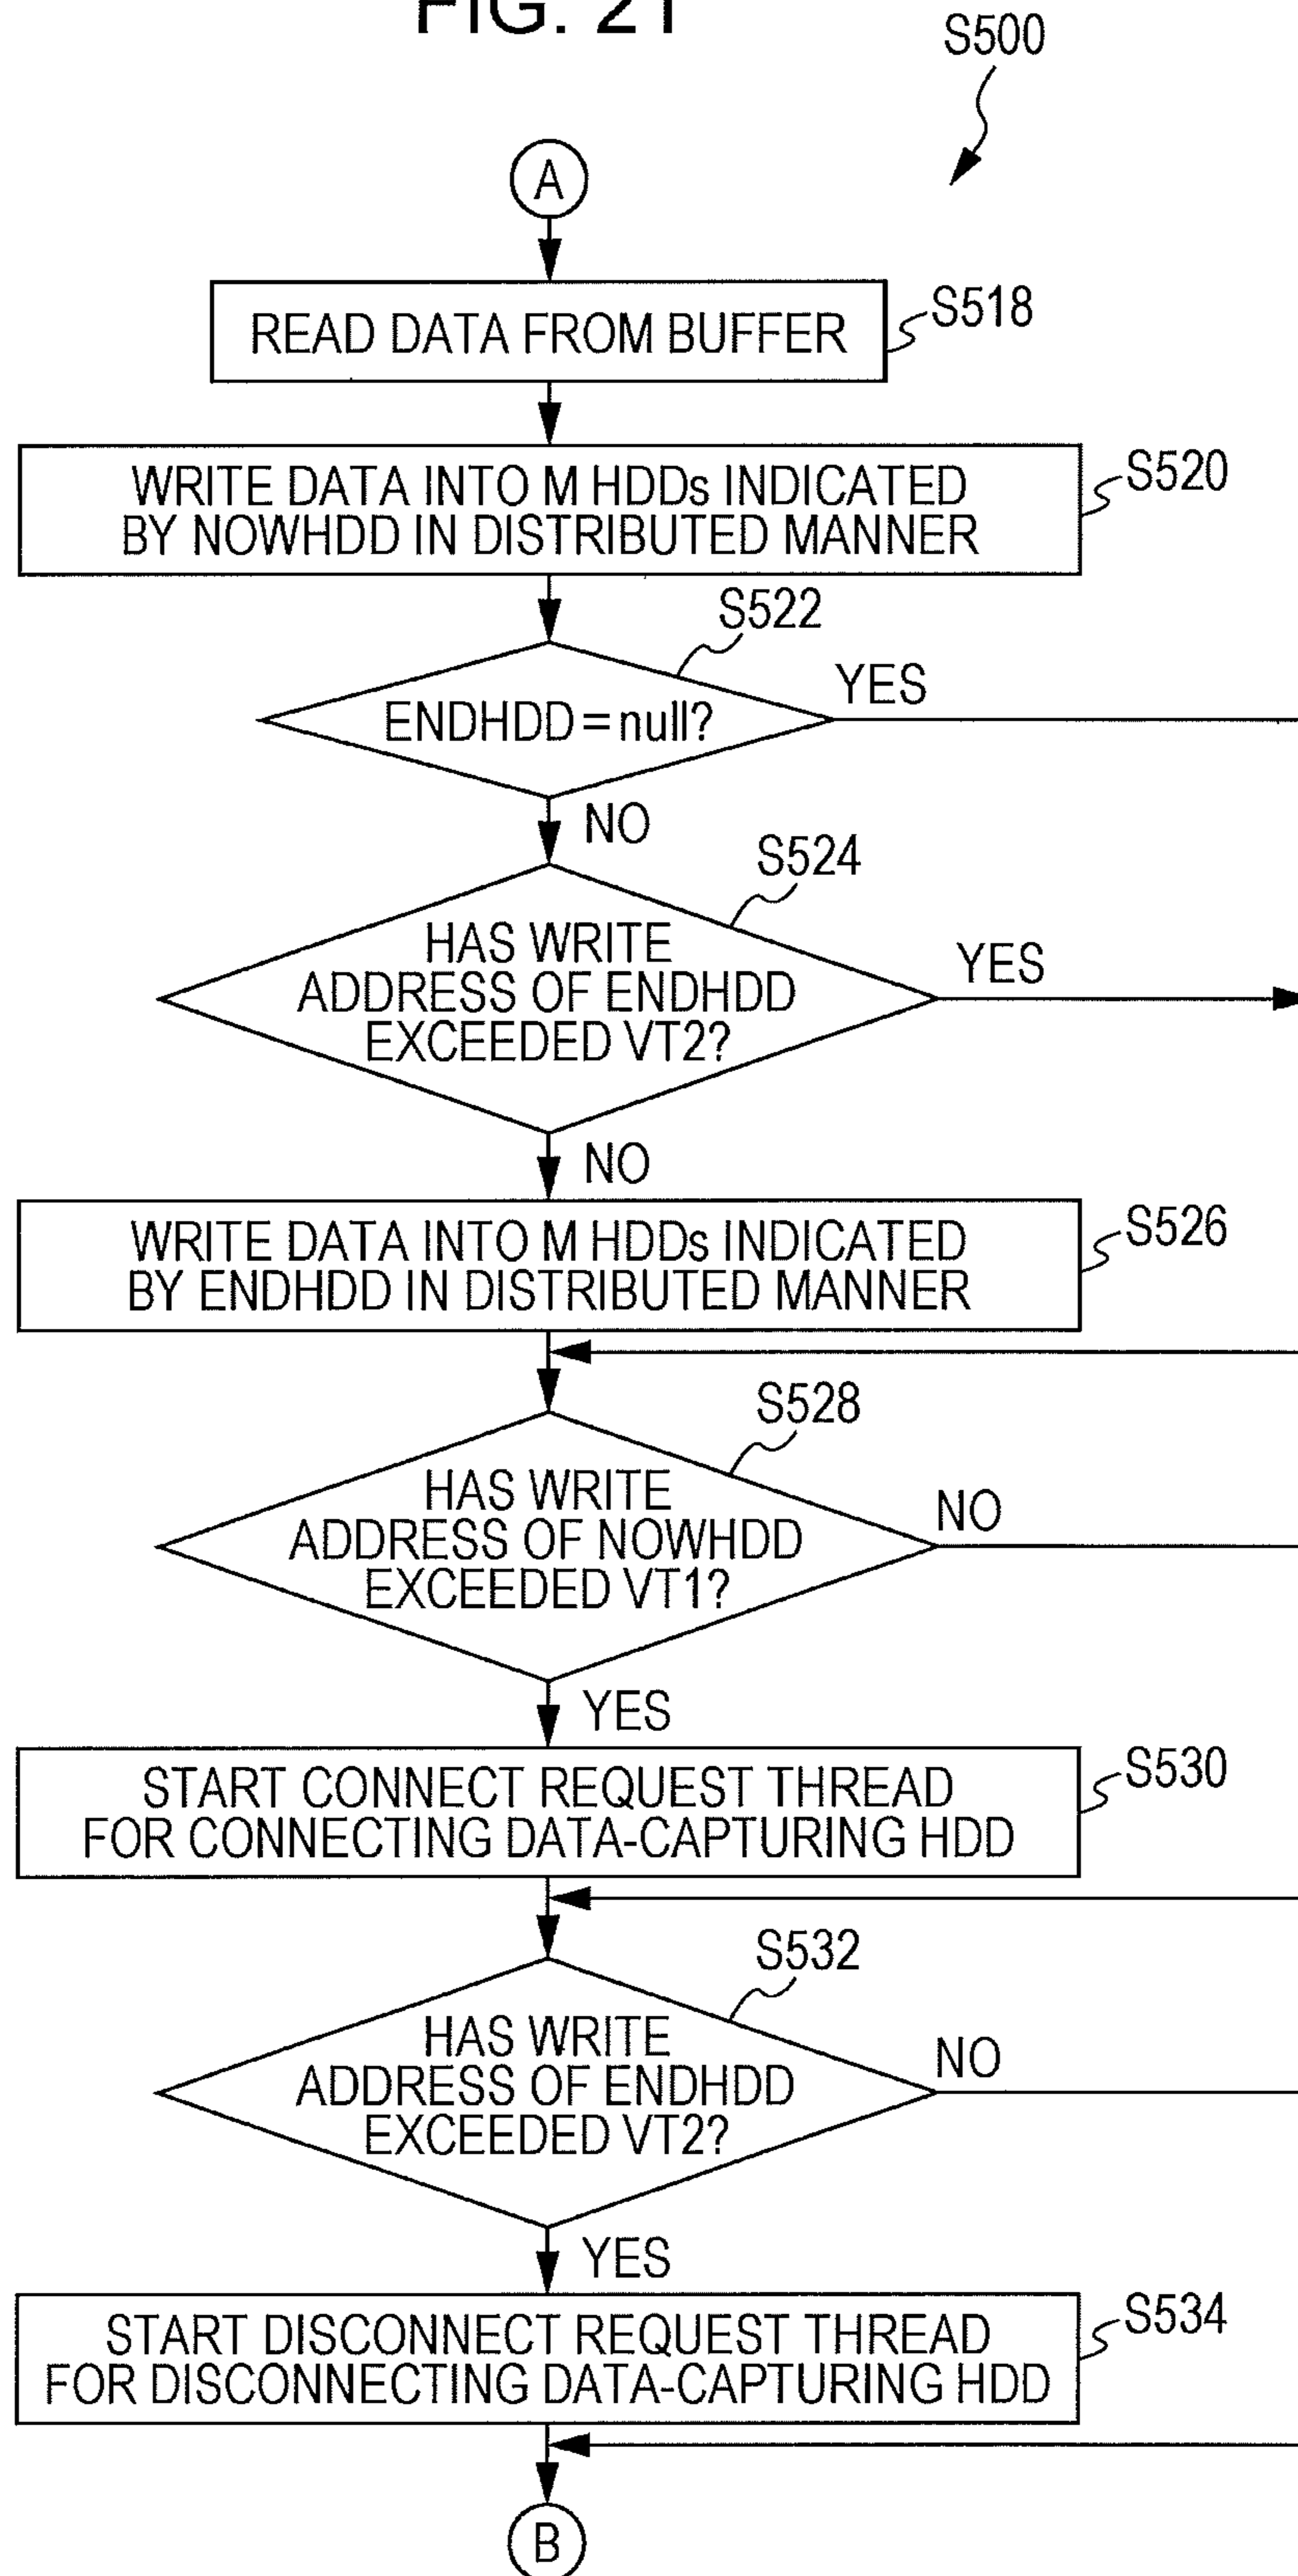 FIG. 21
S500
A
READ DATA FROM BUFFER
S518
WRITE DATA INTO M HDDs INDICATED
BY NOWHDD IN DISTRIBUTED MANNER
S520
S522
ENDHDD = null?
YES
NO
S524
HAS WRITE
ADDRESS OF ENDHDD
EXCEEDED VT2?
YES
NO
WRITE DATA INTO M HDDs INDICATED
BY ENDHDD IN DISTRIBUTED MANNER
S526
S528
HAS WRITE
ADDRESS OF NOWHDD
EXCEEDED VT1?
NO
YES
START CONNECT REQUEST THREAD
FOR CONNECTING DATA-CAPTURING HDD
S530
S532
HAS WRITE
ADDRESS OF ENDHDD
EXCEEDED VT2?
NO
YES
START DISCONNECT REQUEST THREAD
FOR DISCONNECTING DATA-CAPTURING HDD
S534
B